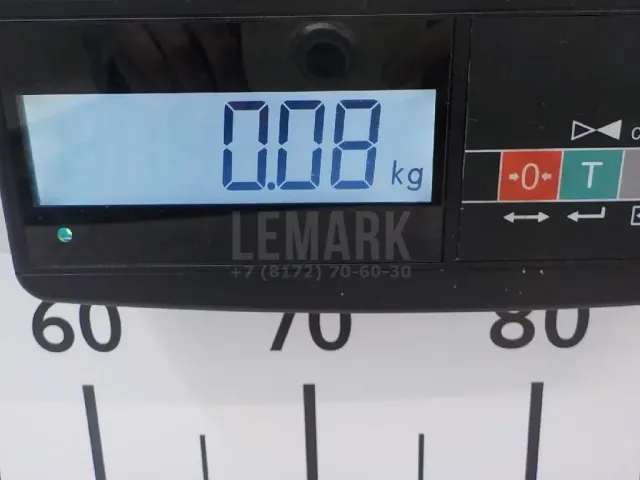 0.08 kg
→0← T
LEMARK
+7 (8172) 70-60-30
60 70 80